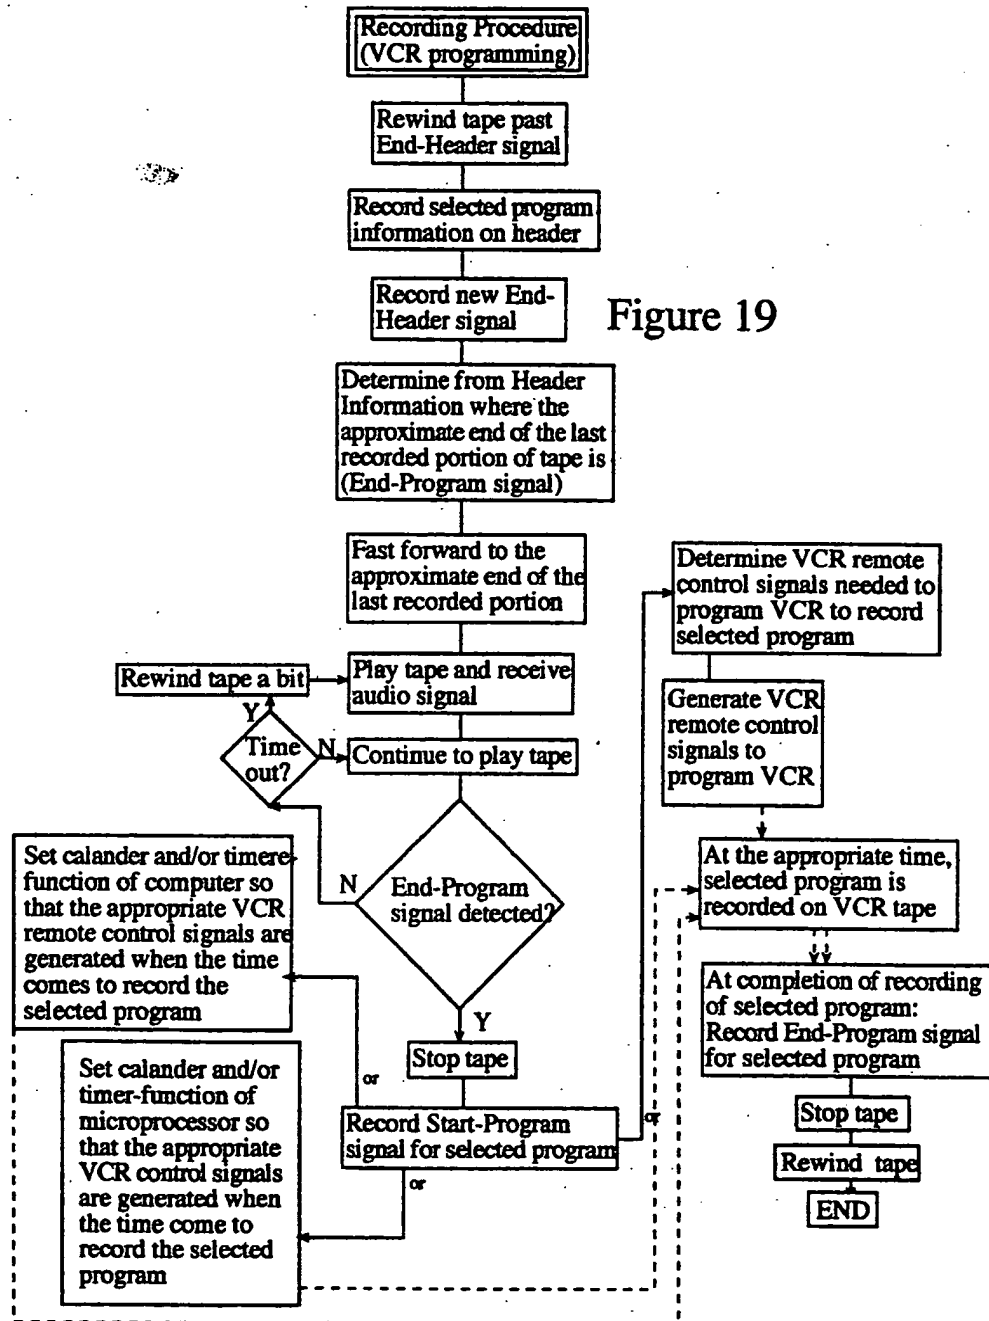 Recording Procedure
(VCR programming)
Rewind tape past
End-Header signal
Record selected program
information on header
Record new End-
Header signal
Figure 19
Determine from Header
Information where the
approximate end of the last
recorded portion of tape is
(End-Program signal)
Fast forward to the
approximate end of the
last recorded portion
Rewind tape a bit
Play tape and receive
audio signal
Y
Time
out?
N
Continue to play tape
N
End-Program
signal detected?
Y
Stop tape
Record Start-Program
signal for selected program
or
or
or
Set calander and/or timere-
function of computer so
that the appropriate VCR
remote control signals are
generated when the time
comes to record the
selected program
Set calander and/or
timer-function of
microprocessor so
that the appropriate
VCR control signals
are generated when
the time come to
record the selected
program
Determine VCR remote
control signals needed to
program VCR to record
selected program
Generate VCR
remote control
signals to
program VCR
At the appropriate time,
selected program is
recorded on VCR tape
At completion of recording
of selected program:
Record End-Program signal
for selected program
Stop tape
Rewind tape
END